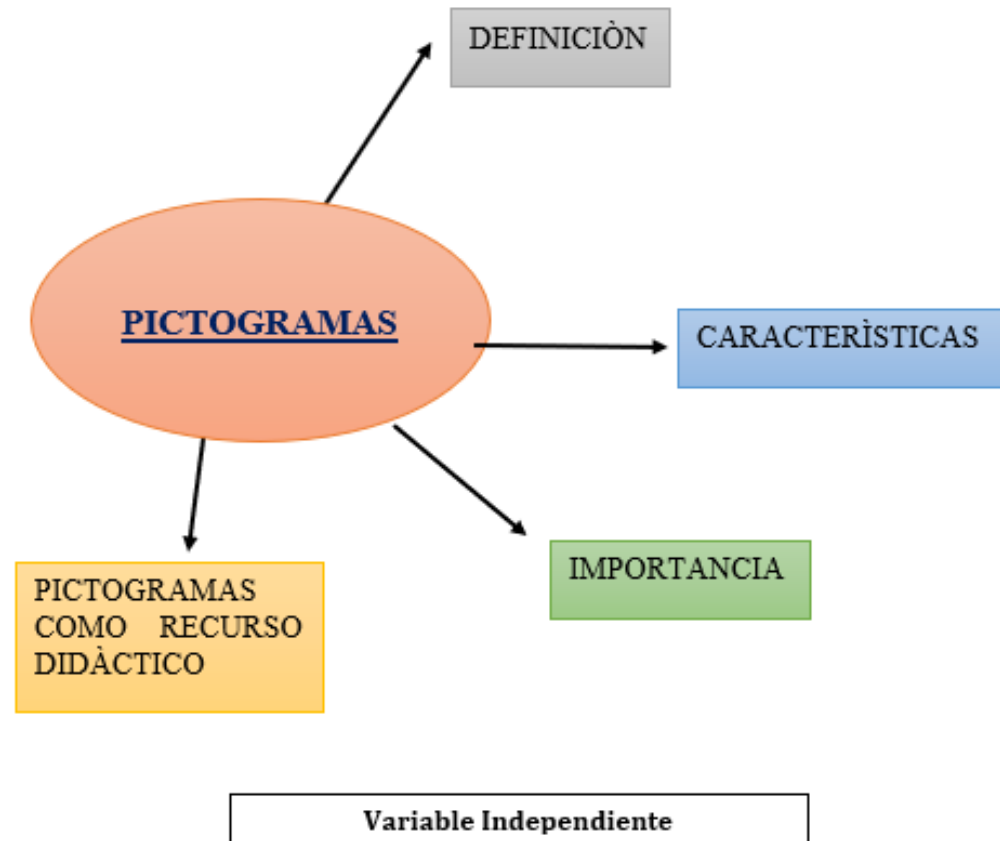 DEFINICIÒN
PICTOGRAMAS
CARACTERÌSTICAS
IMPORTANCIA
PICTOGRAMAS
COMO RECURSO
DIDÀCTICO
Variable Independiente